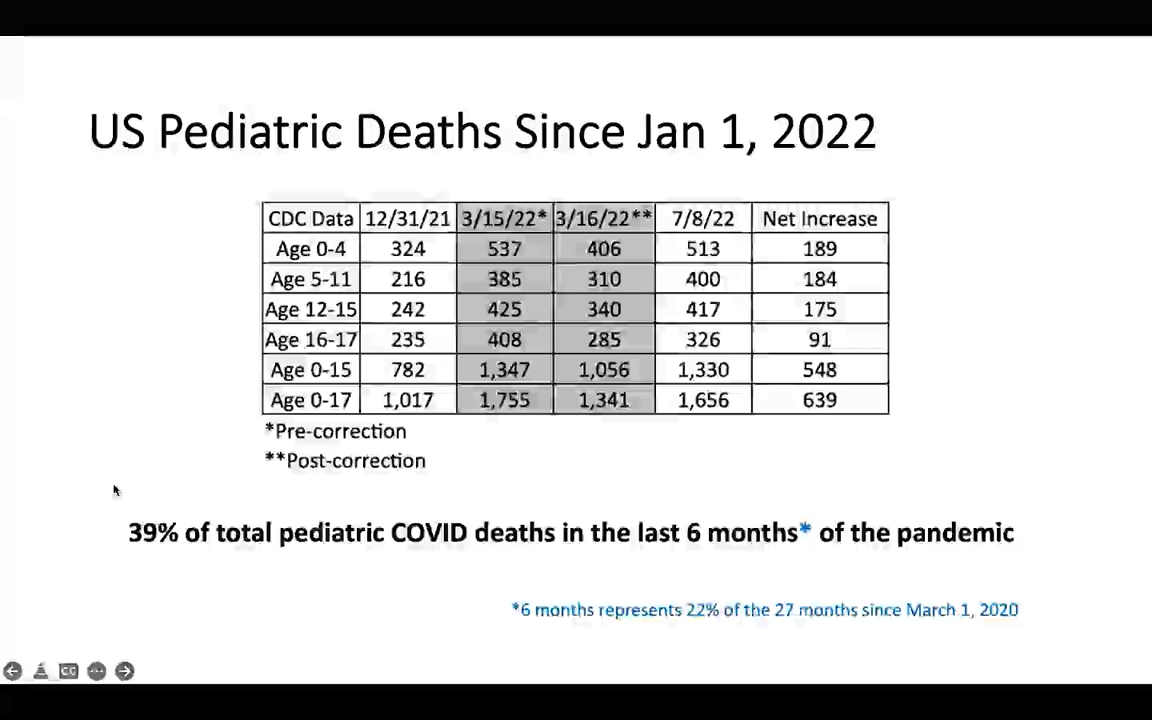 US Pediatric Deaths Since Jan 1, 2022
CDC Data 12/31/21 3/15/22* 3/16/22** 7/8/22 Net Increase
Age 0-4 324 537 406 513 189
Age 5-11 216 385 310 400 184
Age 12-15 242 425 340 417 175
Age 16-17 235 408 285 326 91
Age 0-15 782 1,347 1,056 1,330 548
Age 0-17 1,017 1,755 1,341 1,656 639
*Pre-correction
**Post-correction
39% of total pediatric COVID deaths in the last 6 months* of the pandemic
*6 months represents 22% of the 27 months since March 1, 2020
CC